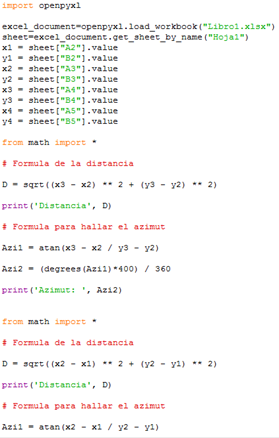 import openpyxl
excel_document=openpyxl.load_workbook("Libro1.xlsx")
sheet=excel_document.get_sheet_by_name("Hoja1")
x1 = sheet["A2"].value
y1 = sheet["B2"].value
x2 = sheet["A3"].value
y2 = sheet["B3"].value
x3 = sheet["A4"].value
y3 = sheet["B4"].value
x4 = sheet["A5"].value
y4 = sheet["B5"].value
from math import *
# Formula de la distancia
D = sqrt((x3 - x2) ** 2 + (y3 - y2) ** 2)
print('Distancia', D)
# Formula para hallar el azimut
Azi1 = atan(x3 - x2 / y3 - y2)
Azi2 = (degrees(Azi1)*400) / 360
print('Azimut: ', Azi2)
from math import *
# Formula de la distancia
D = sqrt((x2 - x1) ** 2 + (y2 - y1) ** 2)
print('Distancia', D)
# Formula para hallar el azimut
Azi1 = atan(x2 - x1 / y2 - y1)